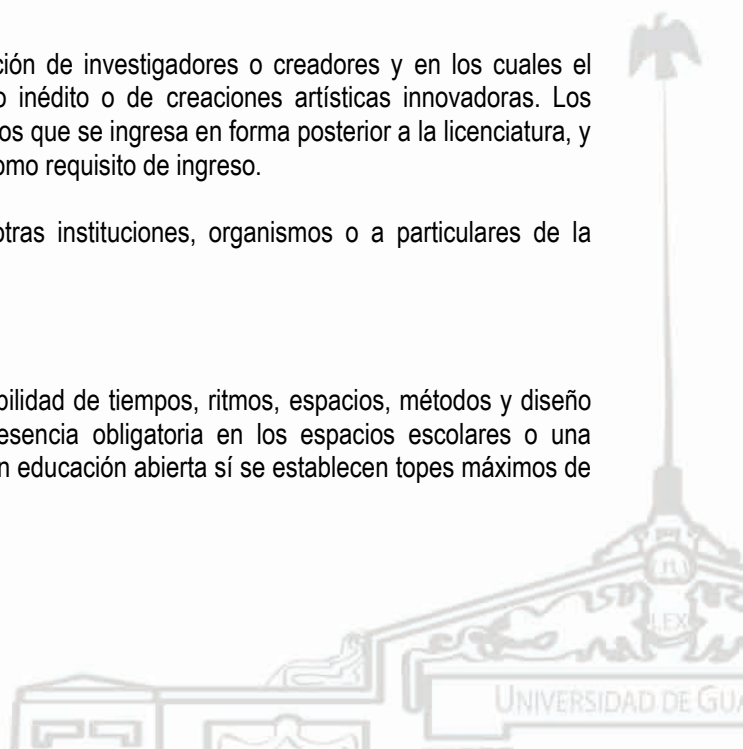 ción de investigadores o creadores y en los cuales el
o inédito o de creaciones artísticas innovadoras. Los
os que se ingresa en forma posterior a la licenciatura, y
omo requisito de ingreso.
otras instituciones, organismos o a particulares de la
bilidad de tiempos, ritmos, espacios, métodos y diseño
esencia obligatoria en los espacios escolares o una
n educación abierta sí se establecen topes máximos de
LEX
UNIVERSIDAD DE GUA